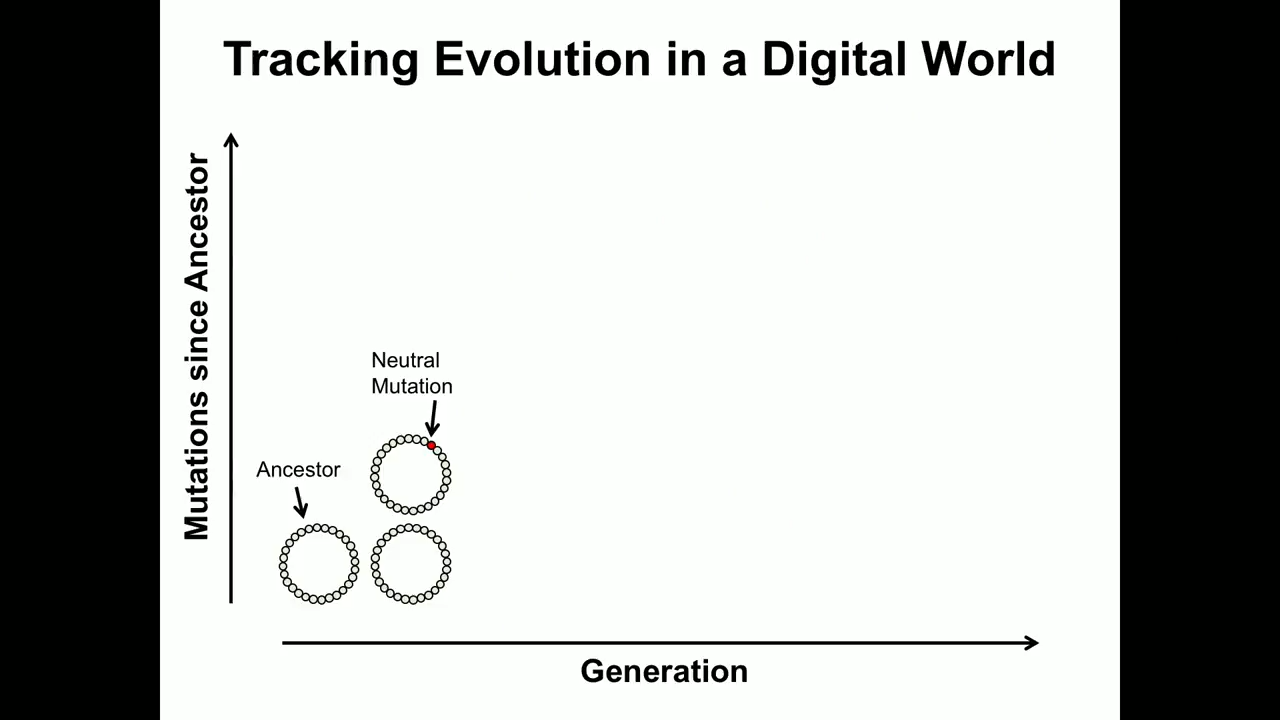 Tracking Evolution in a Digital World
Mutations since Ancestor
Neutral
Mutation
Ancestor
Generation